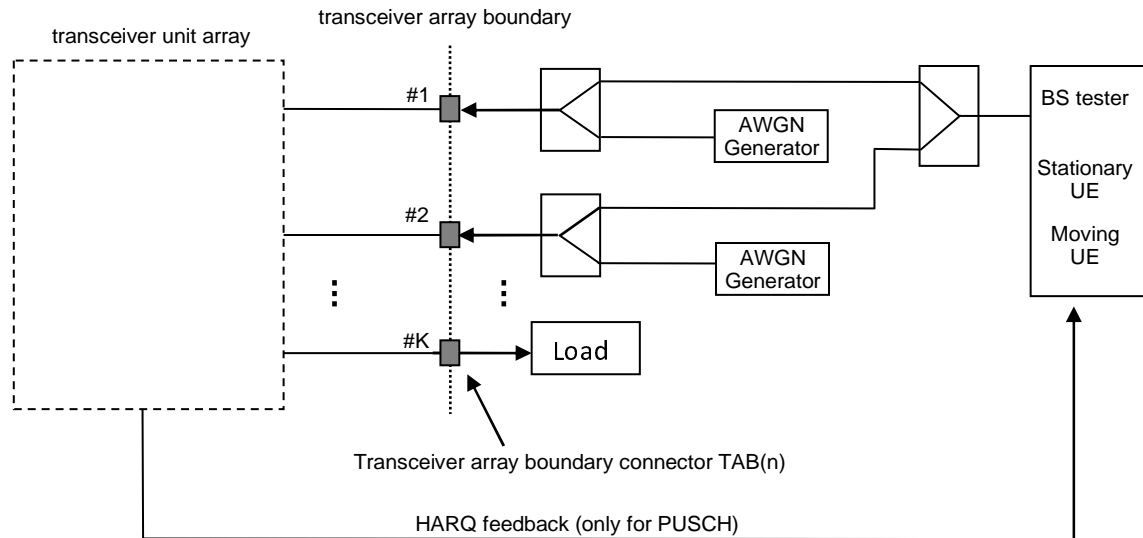 transceiver array boundary
transceiver unit array
#1
BS tester
AWGN
Generator
Stationary
UE
#2
Moving
UE
AWGN
Generator
#K
Load
Transceiver array boundary connector TAB(n)
HARQ feedback (only for PUSCH)